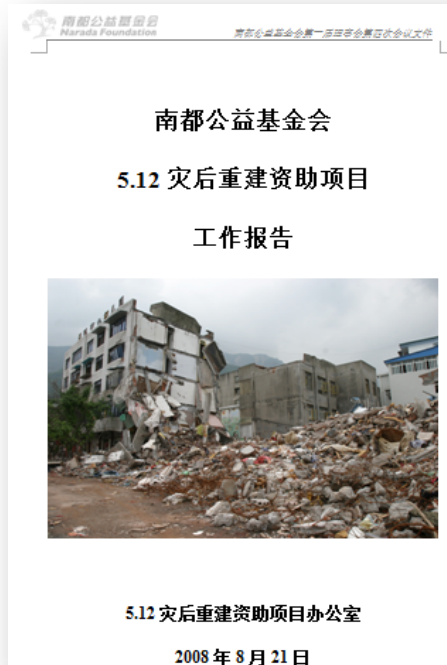 南都公益基金会
Narada Foundation
南都公益基金会第一届理事会第四次会议文件
南都公益基金会
5.12 灾后重建资助项目
工作报告
5.12 灾后重建资助项目办公室
2008 年 8 月 21 日